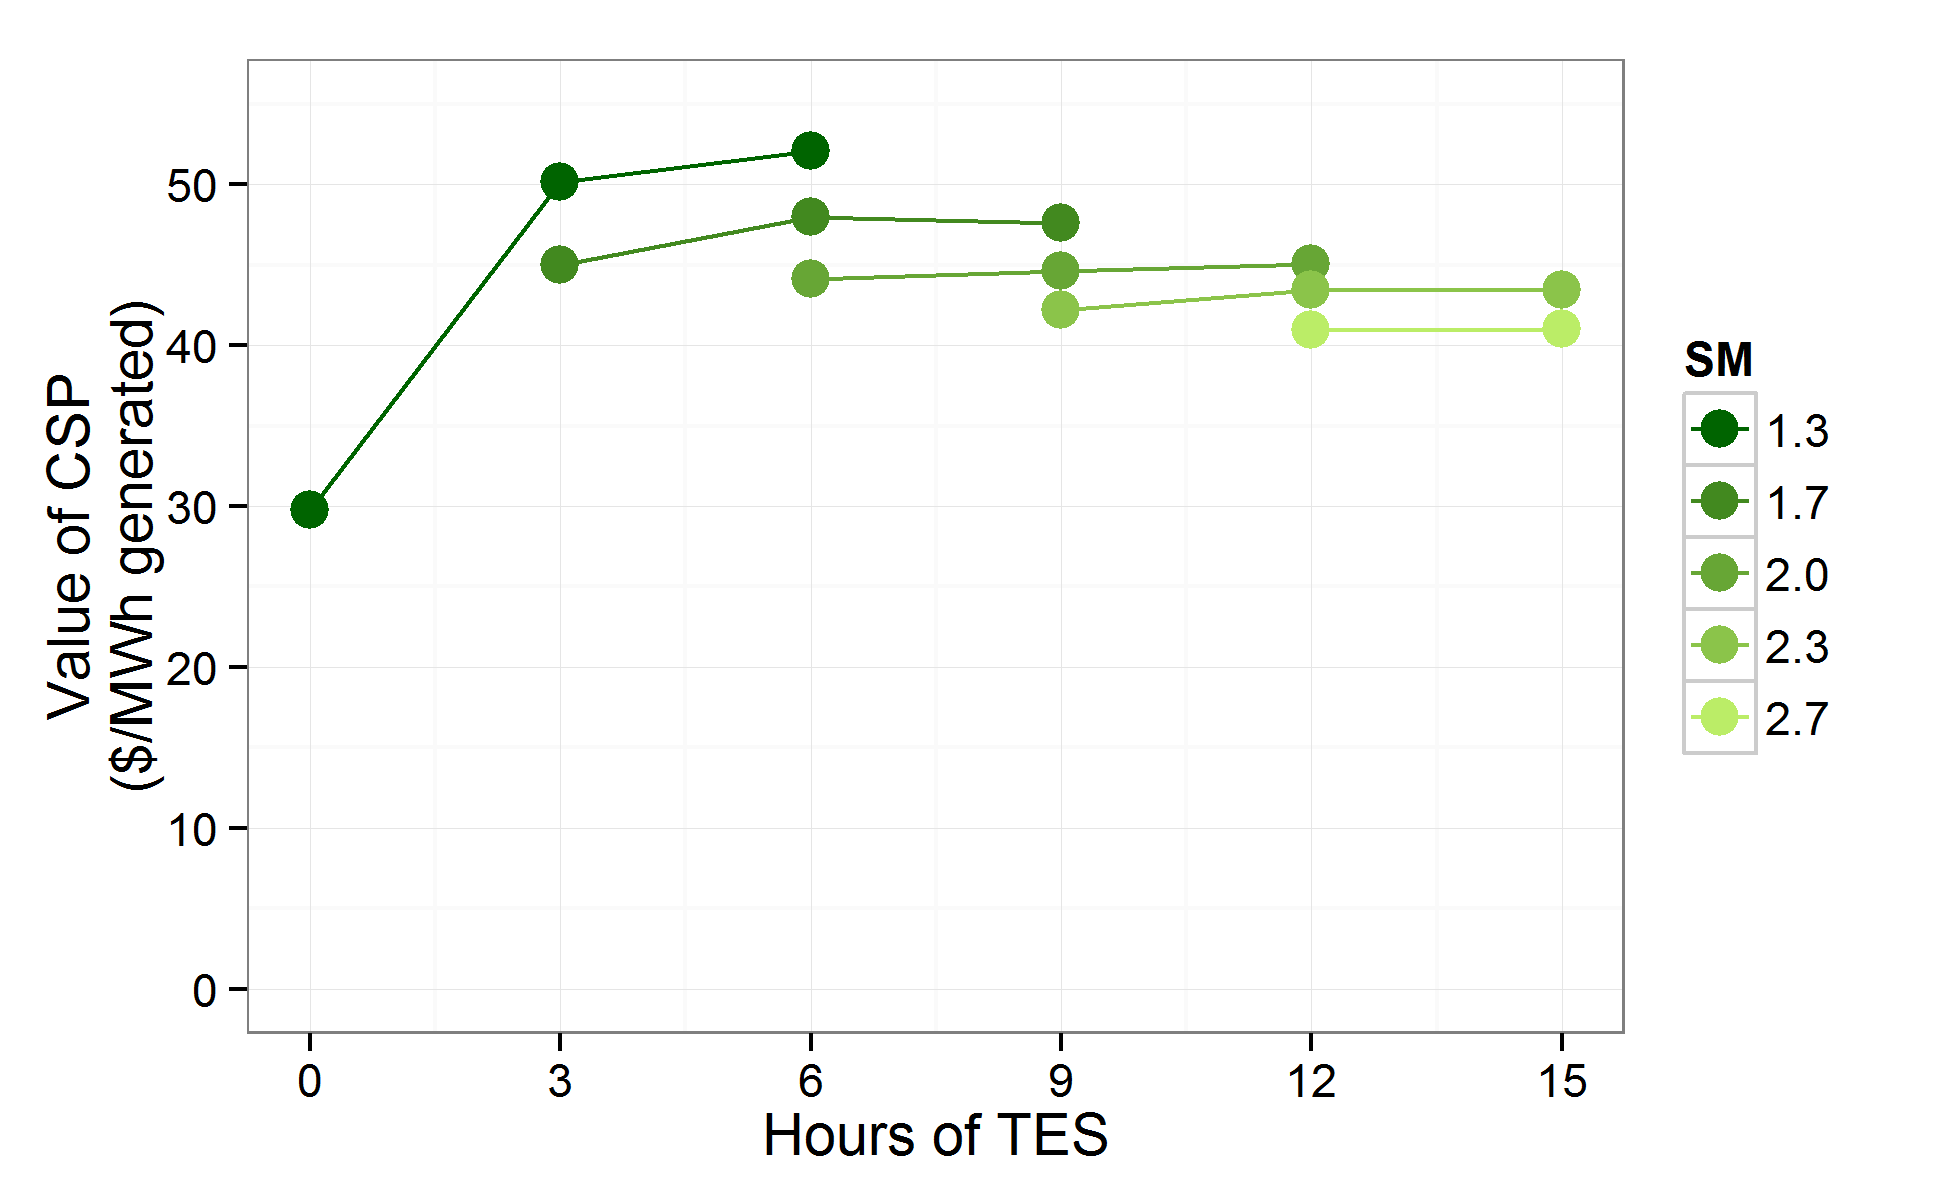 Value of CSP
($/MWh generated)
50
40
30
20
10
0
0 3 6 9 12 15
Hours of TES
SM
1.3
1.7
2.0
2.3
2.7